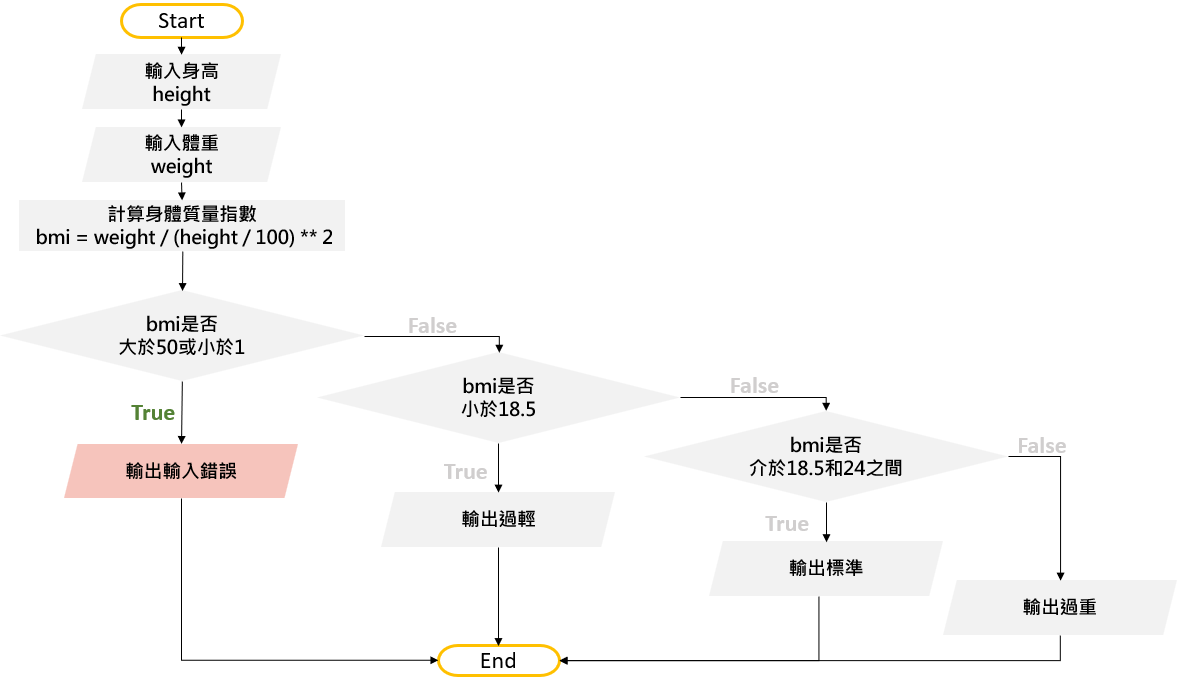 Start
輸入身高
height
輸入體重
weight
計算身體質量指數
bmi = weight / (height / 100) ** 2
bmi是否
大於50或小於1
False
True
輸出輸入錯誤
bmi是否
小於18.5
False
True
輸出過輕
bmi是否
介於18.5和24之間
False
True
輸出標準
輸出過重
End